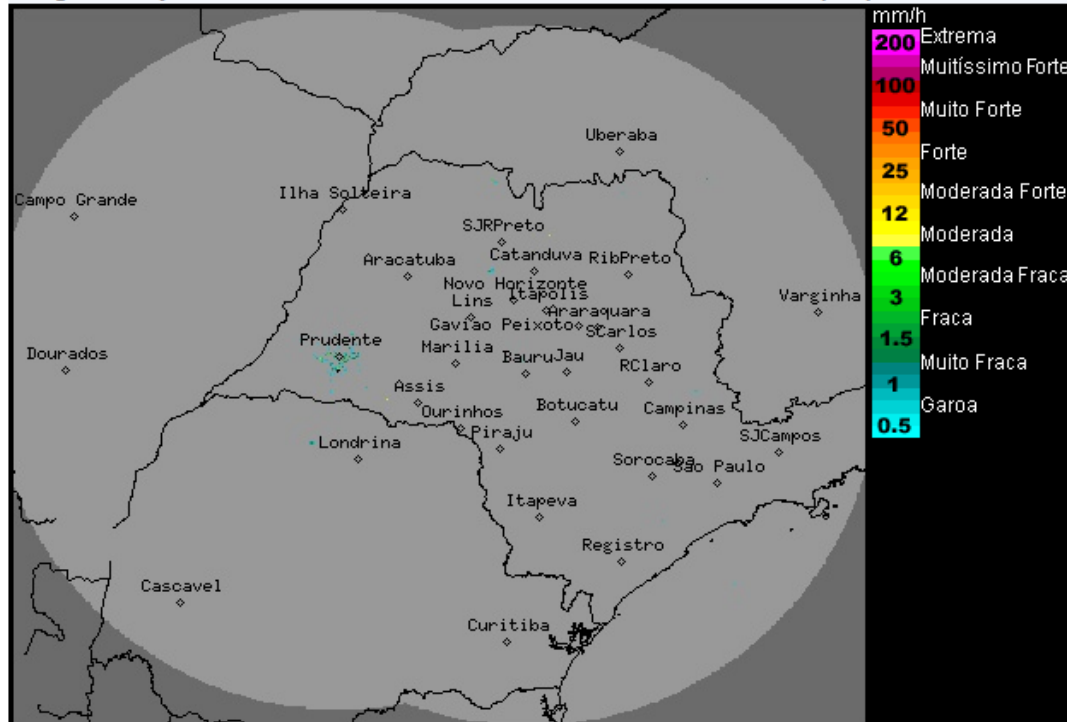 mm/h
200
Extrema
Muitíssimo Forte
100
Muito Forte
50
Forte
25
Moderada Forte
12
Moderada
6
Moderada Fraca
3
Fraca
1.5
Muito Fraca
1
Garoa
0.5
Uberaba
Campo Grande
Ilha Solteira
SJRPreto
Aracatuba
Catanduva
RibPreto
Novo Horizonte
Lins
Itapolis
Araraquara
Varginha
Gaviao Peixoto
SCarlos
Prudente
Dourados
Marilia
Bauru
Jau
RClaro
Assis
Ourinhos
Botucatu
Campinas
Londrina
Piraju
SJCampos
Sorocaba
Sao Paulo
Itapeva
Registro
Cascavel
Curitiba